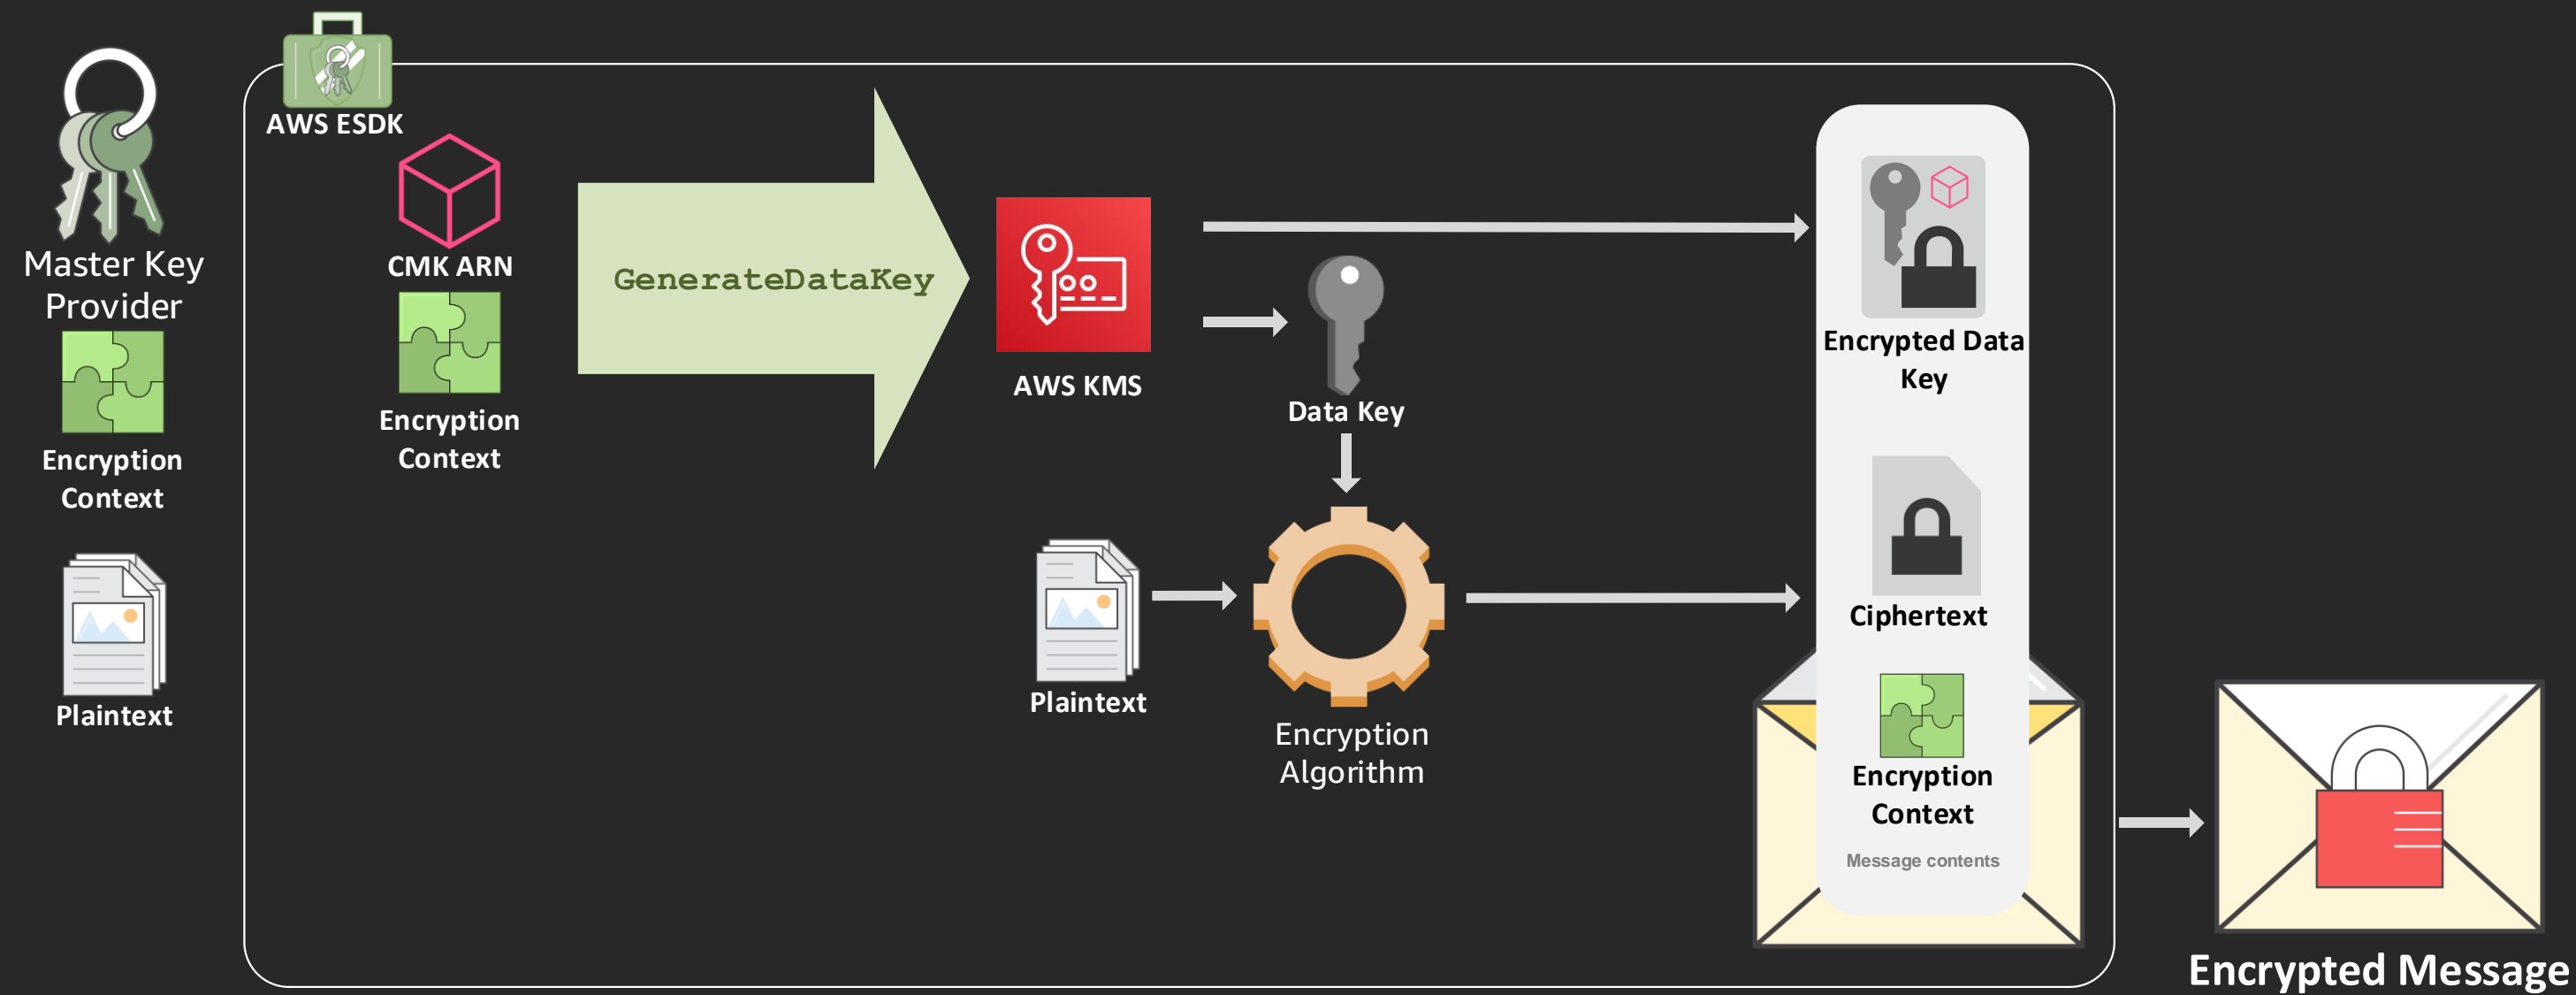 Master Key
Provider
Encryption
Context
Plaintext
AWS ESDK
CMK ARN
Encryption
Context
GenerateDataKey
AWS KMS
Data Key
Plaintext
Encryption
Algorithm
Encrypted Data
Key
Ciphertext
Encryption
Context
Message contents
Encrypted Message